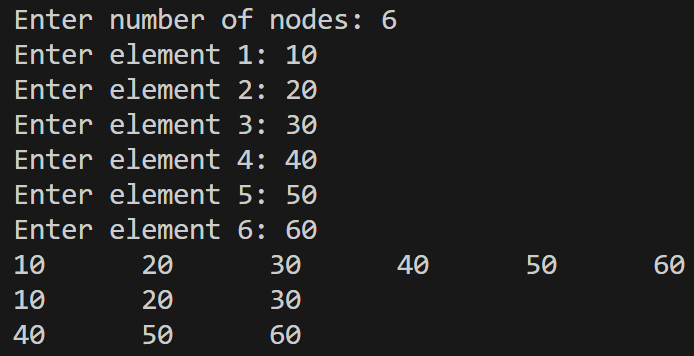 Enter number of nodes: 6
Enter element 1: 10
Enter element 2: 20
Enter element 3: 30
Enter element 4: 40
Enter element 5: 50
Enter element 6: 60
10 20 30 40 50 60
10 20 30
40 50 60